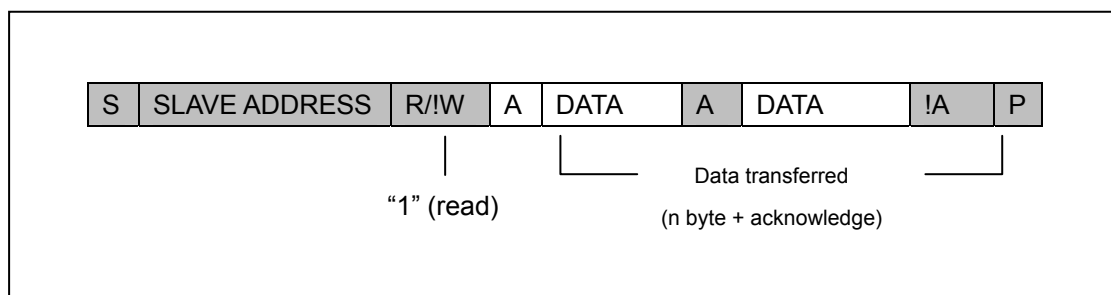 S SLAVE ADDRESS R/!W A DATA A DATA !A P
Data transferred
“1” (read)
(n byte + acknowledge)